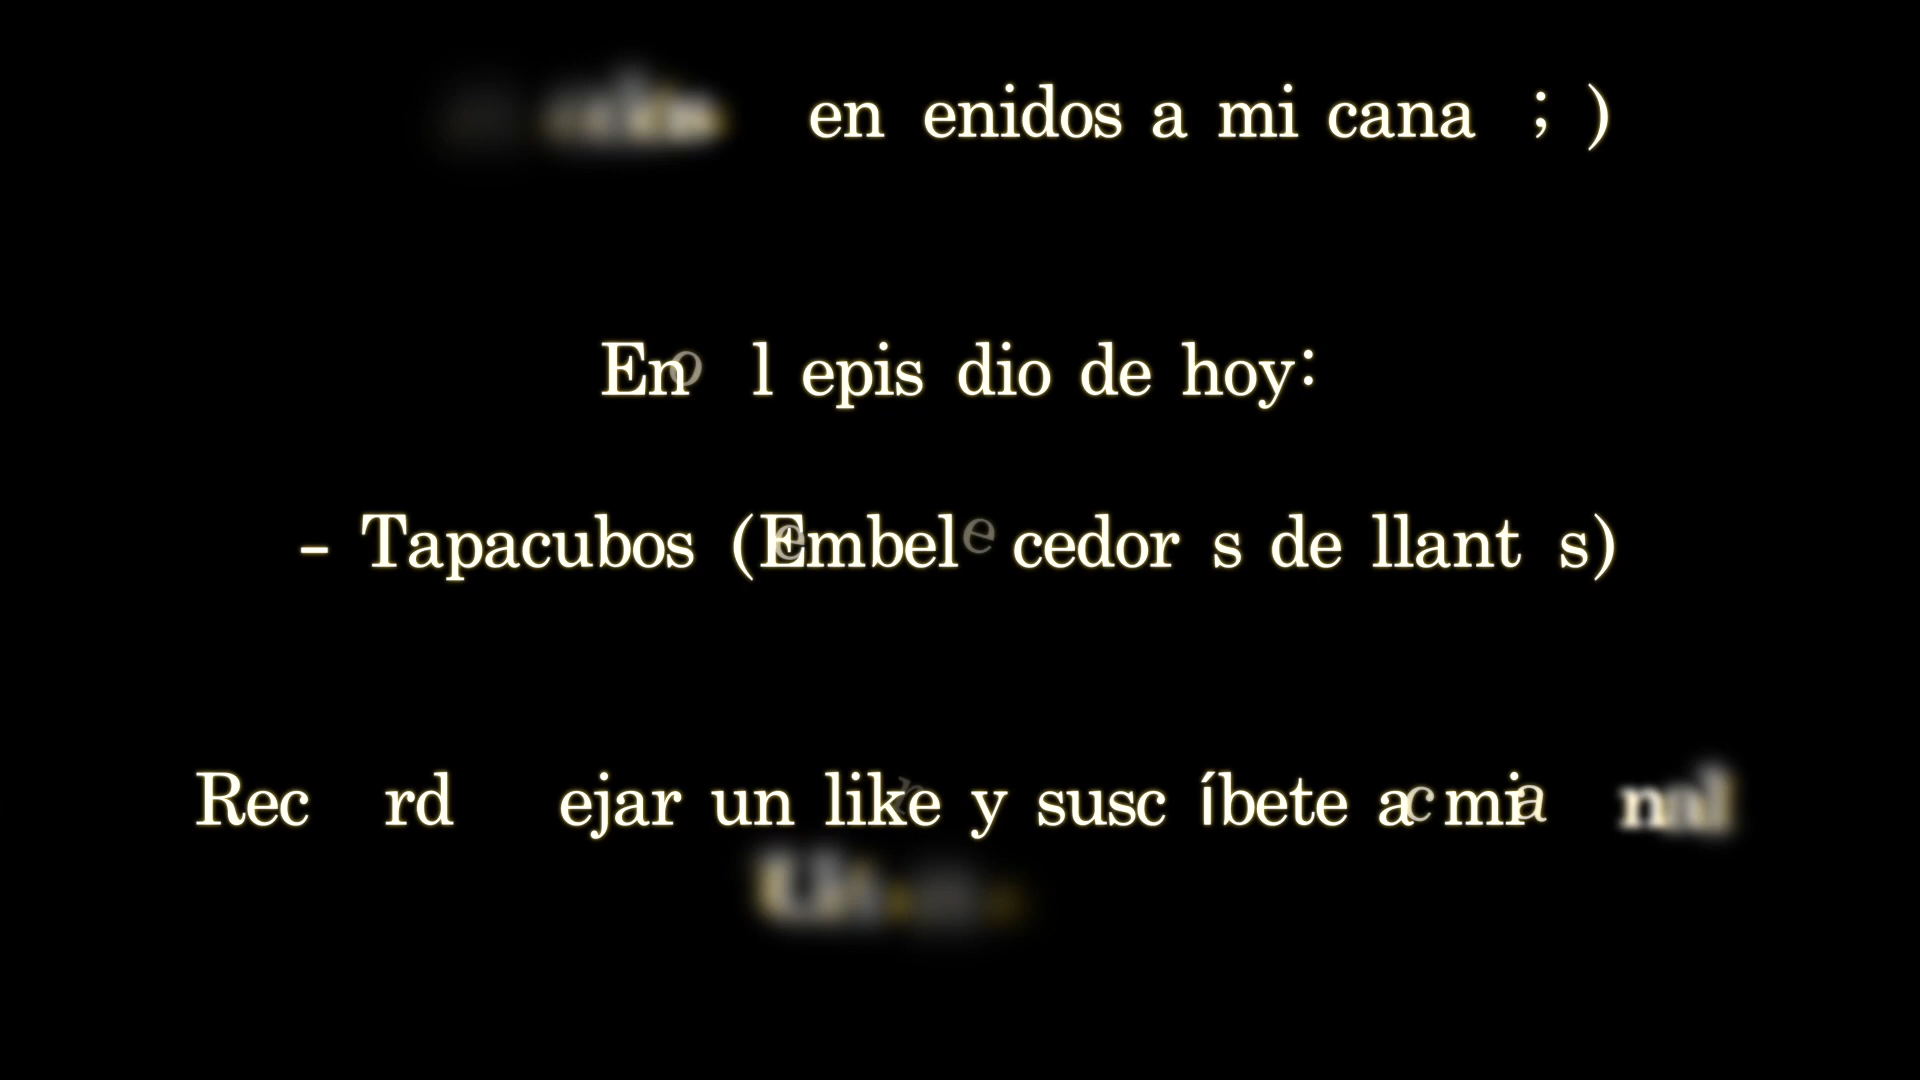 en enidos a mi cana ; )
En l epis dio de hoy:
- Tapacubos (Embel cedor s de llant s)
Rec rd ejar un like y susc íbete a mi nal